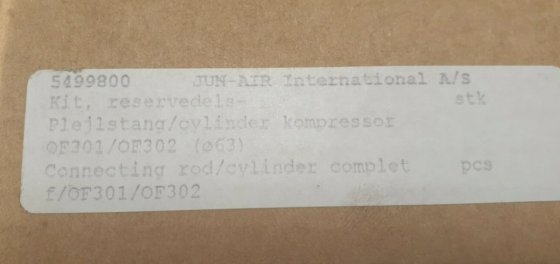 5499800 JUN-AIR International A/S
Kit, reservedels- stk
Plejlstang/cylinder kompressor
OF301/OF302 (ø63)
Connecting rod/cylinder complet pcs
f/OF301/OF302